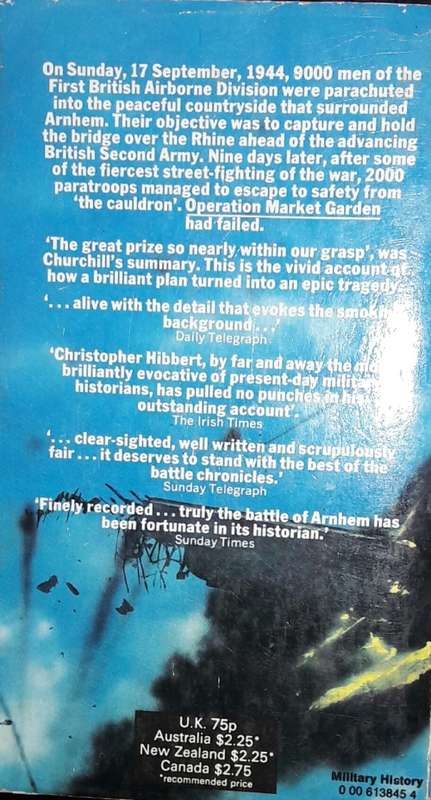 On Sunday, 17 September, 1944, 9000 men of the
First British Airborne Division were parachuted
into the peaceful countryside that surrounded
Arnhem. Their objective was to capture and hold
the bridge over the Rhine ahead of the advancing
British Second Army. Nine days later, after some
of the fiercest street-fighting of the war, 2000
paratroops managed to escape to safety from
'the cauldron'. Operation Market Garden
had failed.
'The great prize so nearly within our grasp', was
Churchill's summary. This is the vivid account of
how a brilliant plan turned into an epic tragedy.
'. . . alive with the detail that evokes the smoking
background . . .'
Daily Telegraph
'Christopher Hibbert, by far and away the
brilliantly evocative of present-day military
historians, has pulled no punches in his
outstanding account'.
The Irish Times
'. . . clear-sighted, well written and scrupulously
fair . . . it deserves to stand with the best of the
battle chronicles.'
Sunday Telegraph
'Finely recorded . . . truly the battle of Arnhem has
been fortunate in its historian.'
Sunday Times
U.K. 75p
Australia $2.25*
New Zealand $2.25*
Canada $2.75
*recommended price
Military History
0 00 613845 4